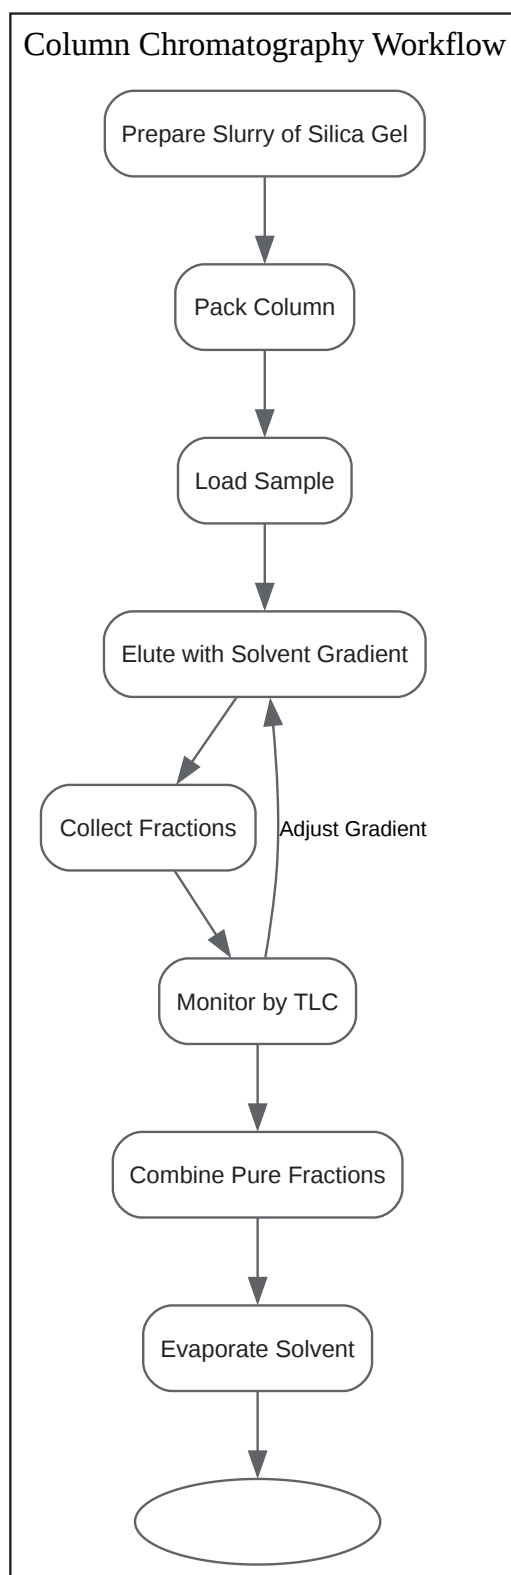 Column Chromatography Workflow
Prepare Slurry of Silica Gel
Pack Column
Load Sample
Elute with Solvent Gradient
Collect Fractions
Adjust Gradient
Monitor by TLC
Combine Pure Fractions
Evaporate Solvent